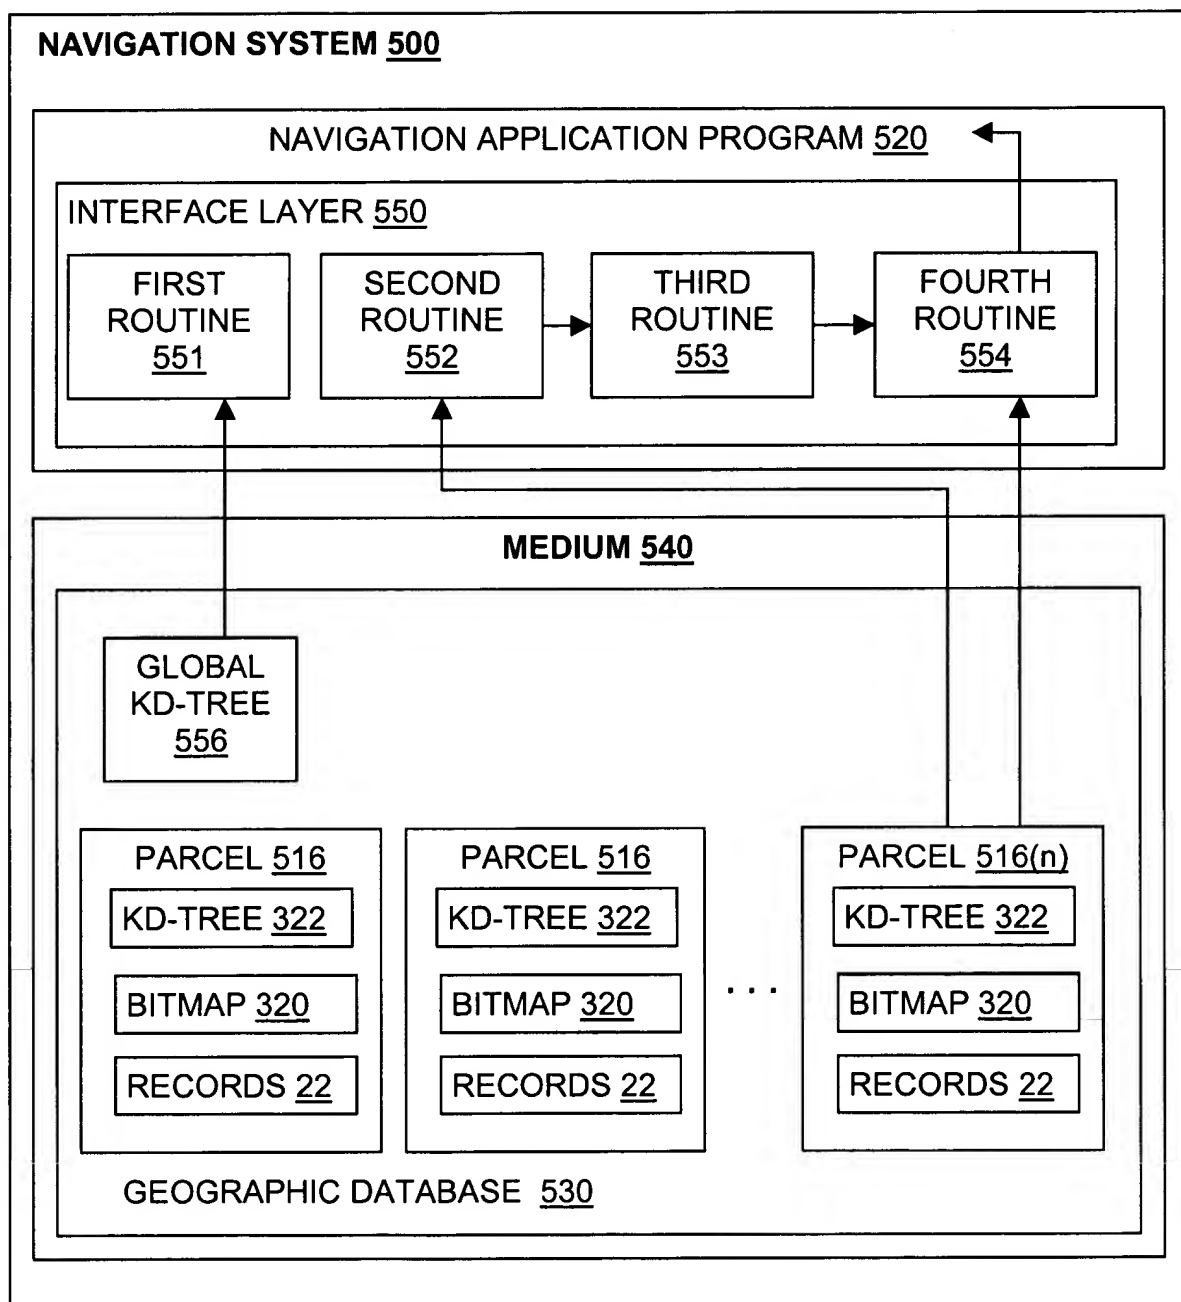 NAVIGATION SYSTEM 500
NAVIGATION APPLICATION PROGRAM 520
INTERFACE LAYER 550
FIRST
ROUTINE
551
SECOND
ROUTINE
552
THIRD
ROUTINE
553
FOURTH
ROUTINE
554
MEDIUM 540
GLOBAL
KD-TREE
556
PARCEL 516
KD-TREE 322
BITMAP 320
RECORDS 22
PARCEL 516
KD-TREE 322
BITMAP 320
RECORDS 22
. . .
PARCEL 516(n)
KD-TREE 322
BITMAP 320
RECORDS 22
GEOGRAPHIC DATABASE 530